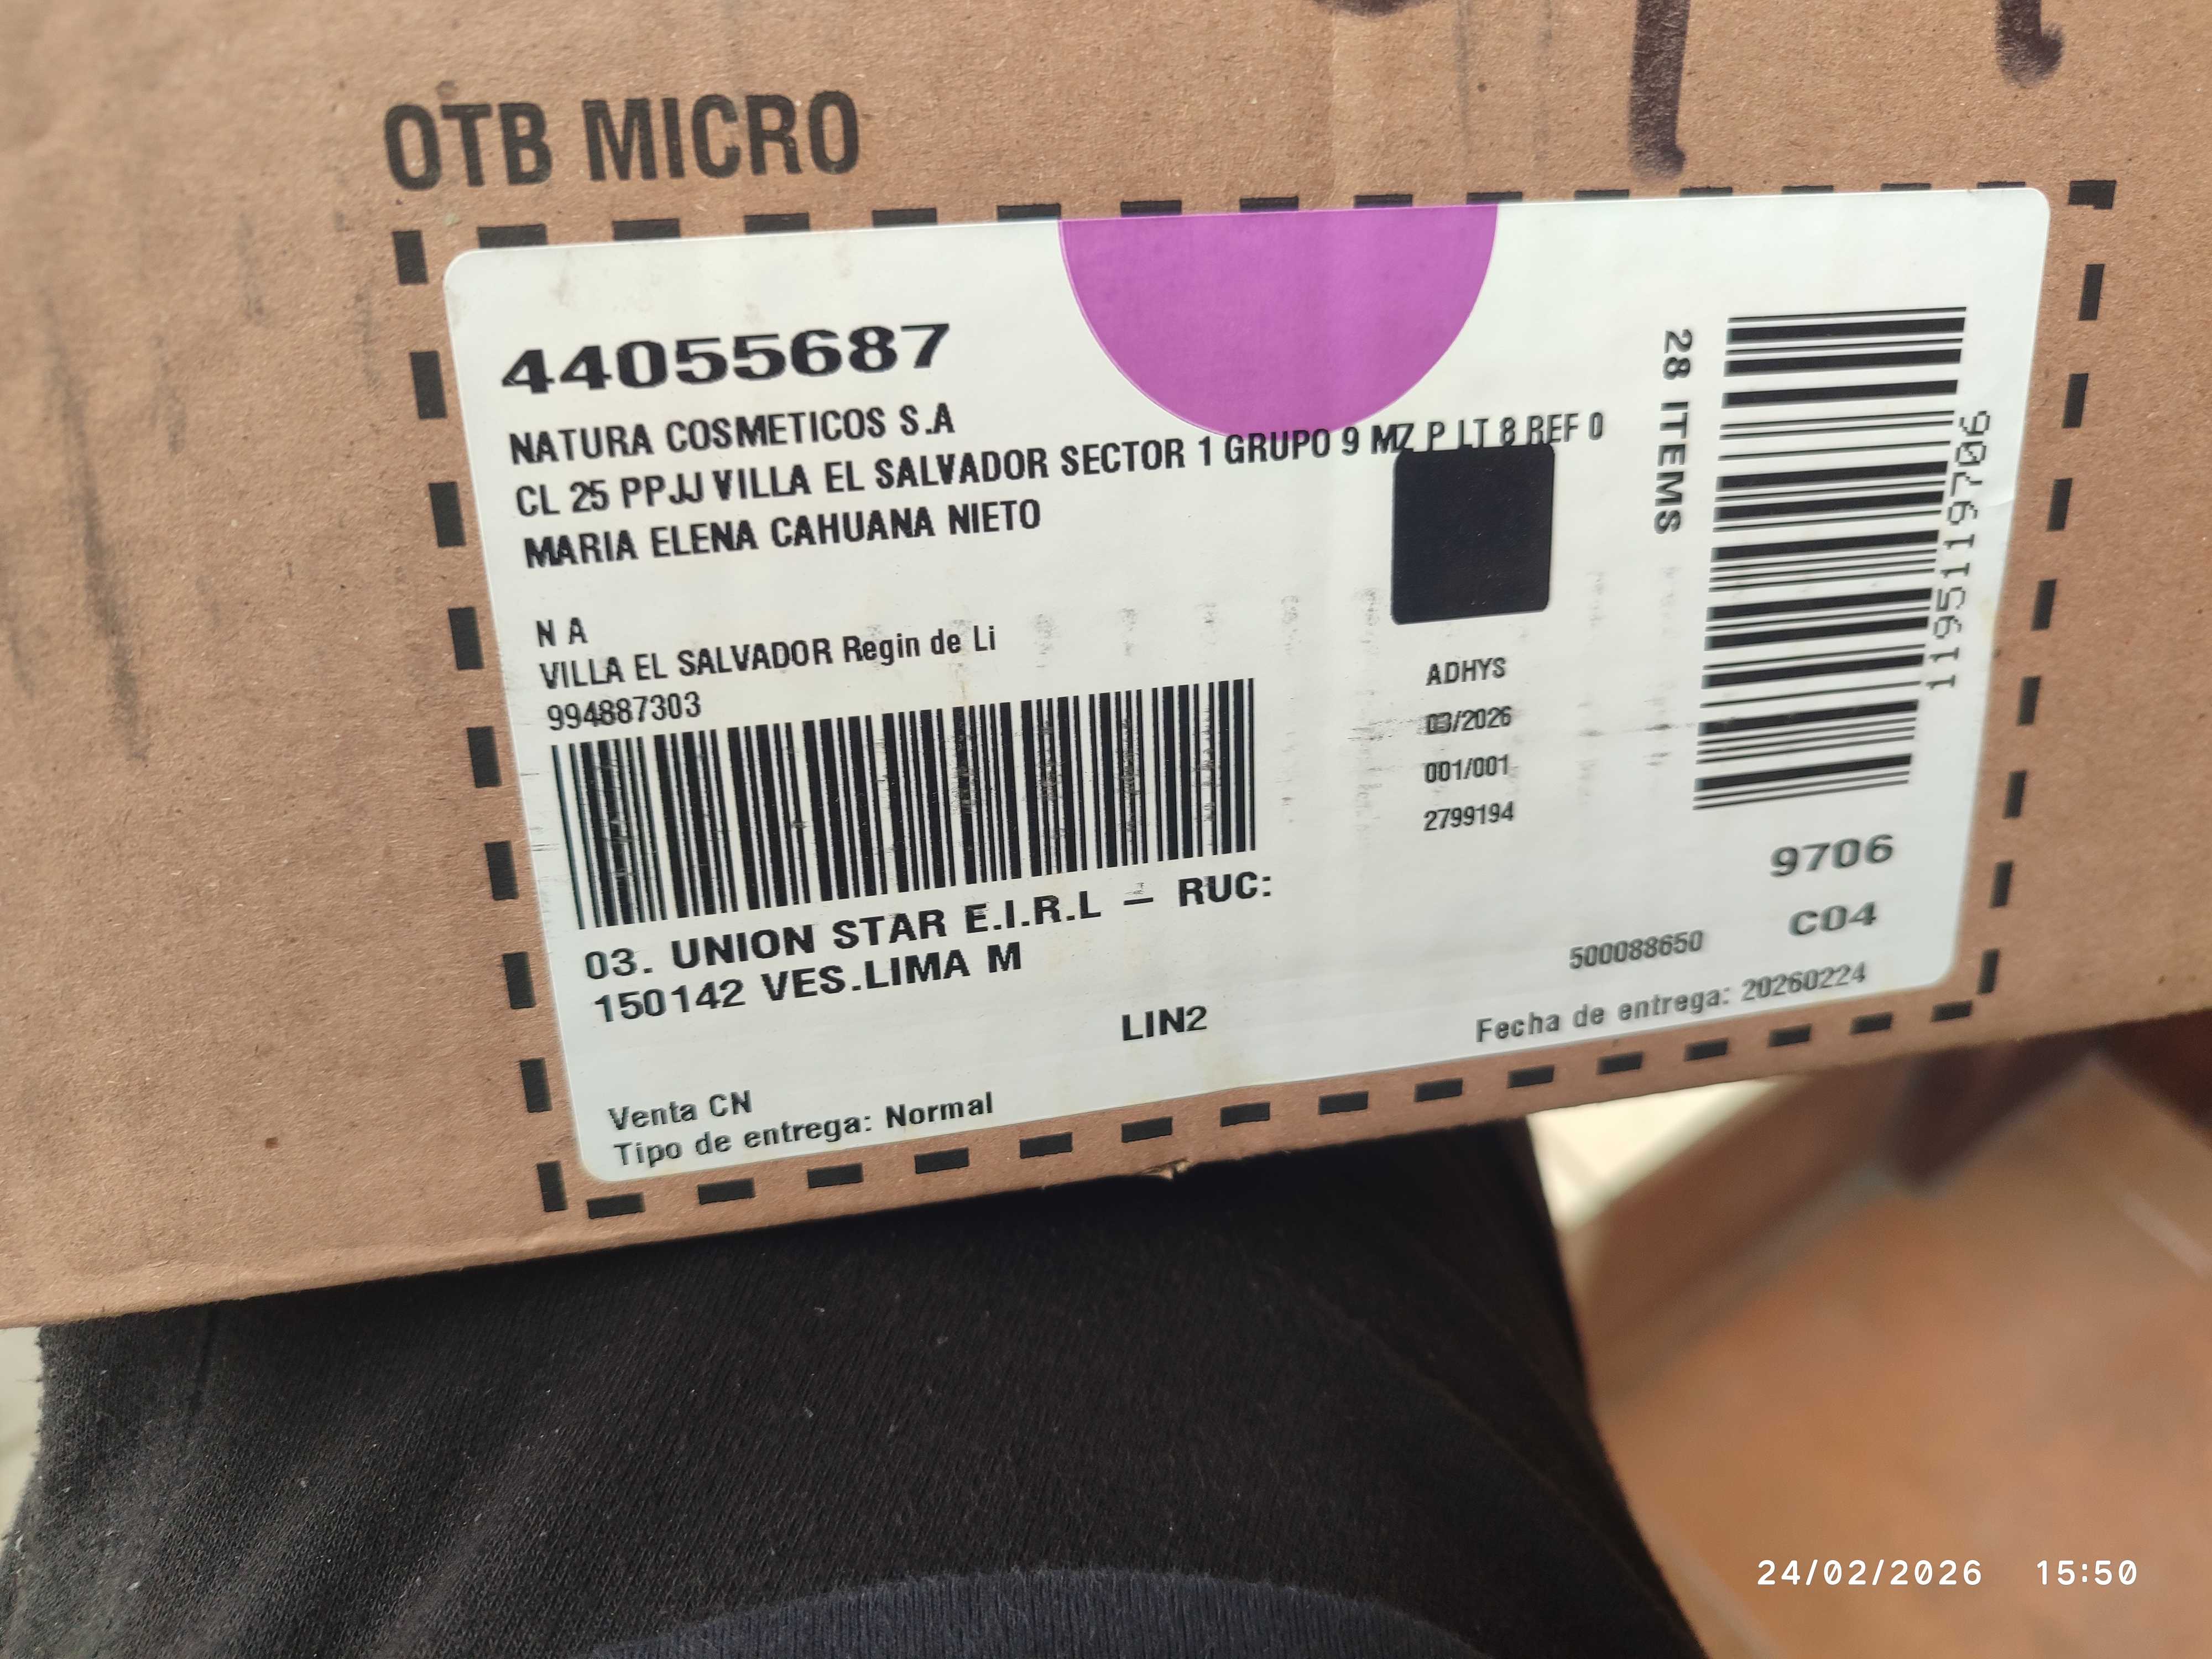 OTB MICRO
44055687
NATURA COSMETICOS S.A
CL 25 PPJJ VILLA EL SALVADOR SECTOR 1 GRUPO 9 MZ P LT 8 REF 0
MARIA ELENA CAHUANA NIETO
N A
VILLA EL SALVADOR Regin de Li
994887303
03. UNION STAR E.I.R.L – RUC:
150142 VES.LIMA M
LIN2
Venta CN
Tipo de entrega: Normal
ADHYS
03/2026
001/001
2799194
28 ITEMS
1195119706
9706
C04
500088650
Fecha de entrega: 20260224
24/02/2026 15:50